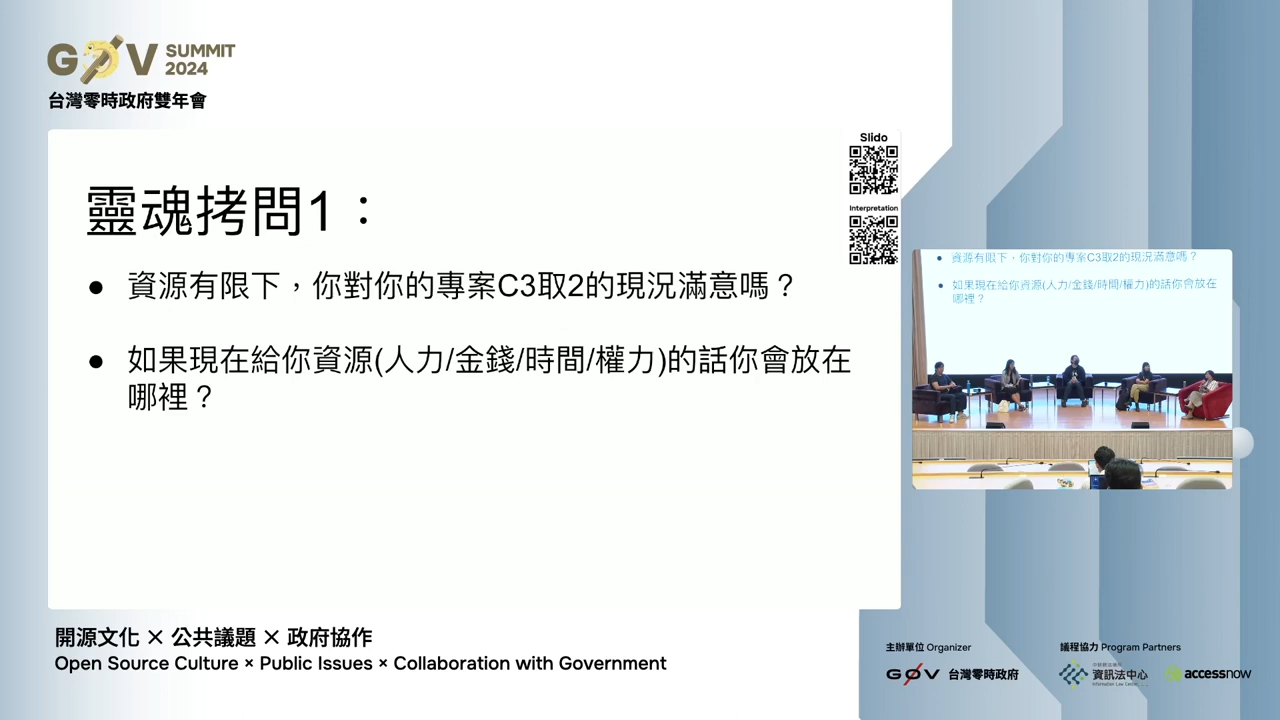 G0V SUMMIT 2024
台灣零時政府雙年會
Slido
Interpretation
靈魂拷問1：
● 資源有限下，你對你的專案C3取2的現況滿意嗎？
● 如果現在給你資源(人力/金錢/時間/權力)的話你會放在
哪裡？
● 資源有限下，你對你的專案C3取2的現況滿意嗎？
● 如果現在給你資源(人力/金錢/時間/權力)的話你會放在
哪裡？
開源文化 × 公共議題 × 政府協作
Open Source Culture × Public Issues × Collaboration with Government
主辦單位 Organizer
議程協力 Program Partners
G0V 台灣零時政府
資訊法中心
Information Law Center
accessnow